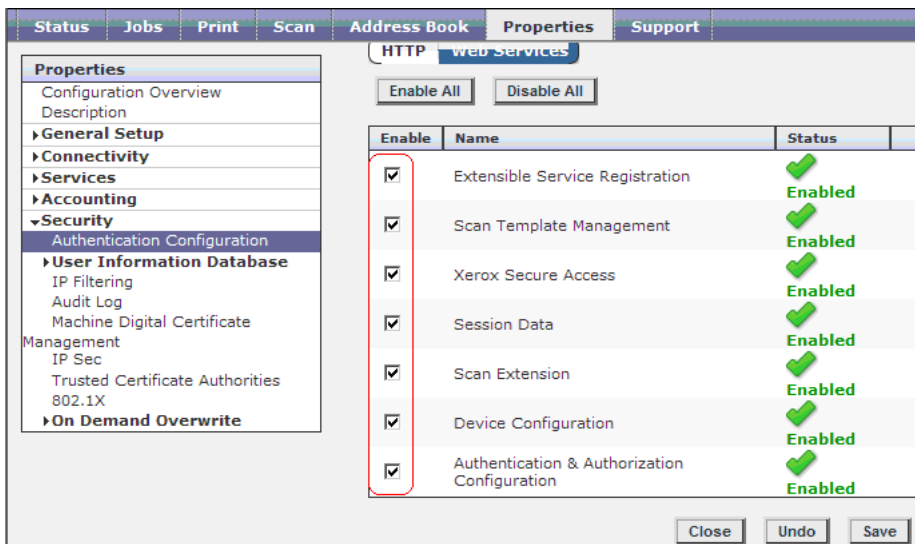 Status Jobs Print Scan Address Book Properties Support
HTTP Web Services
Enable All Disable All
Properties
Configuration Overview
Description
General Setup
Connectivity
Services
Accounting
Security
Authentication Configuration
User Information Database
IP Filtering
Audit Log
Machine Digital Certificate
Management
IP Sec
Trusted Certificate Authorities
802.1X
On Demand Overwrite
Enable Name Status
Extensible Service Registration Enabled
Scan Template Management Enabled
Xerox Secure Access Enabled
Session Data Enabled
Scan Extension Enabled
Device Configuration Enabled
Authentication & Authorization
Configuration Enabled
Close Undo Save